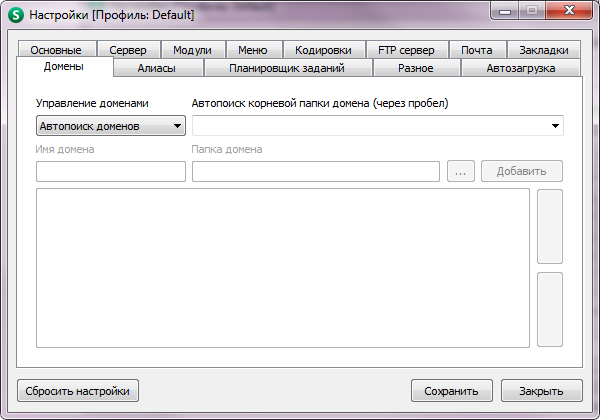 Настройки [Профиль: Default]
Основные Сервер Модули Меню Кодировки FTP сервер Почта Закладки
Домены Алиасы Планировщик заданий Разное Автозагрузка
Управление доменами Автопоиск корневой папки домена (через пробел)
Автопоиск доменов
Имя домена Папка домена
... Добавить
Сбросить настройки Сохранить Закрыть